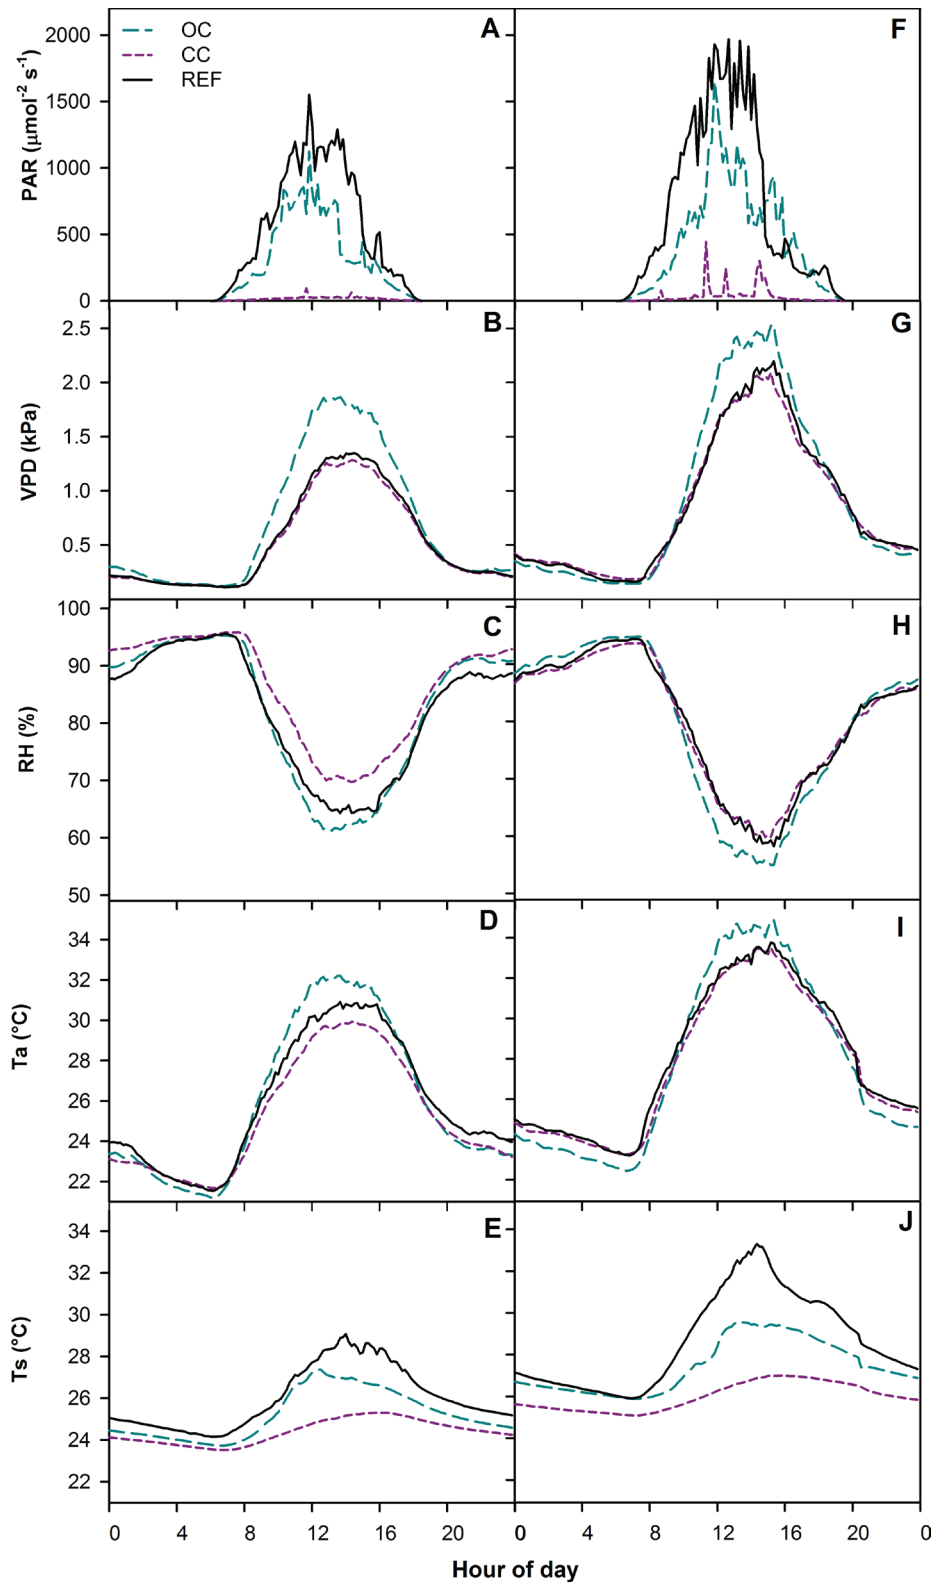 A
F
OC
CC
REF
PAR (μmol⁻² s⁻¹)
2000
1500
1000
500
0
B
G
VPD (kPa)
2.5
2.0
1.5
1.0
0.5
C
H
RH (%)
100
90
80
70
60
50
D
I
Ta (°C)
34
32
30
28
26
24
22
E
J
Ts (°C)
34
32
30
28
26
24
22
0 4 8 12 16 20 0 0 4 8 12 16 20 0
Hour of day